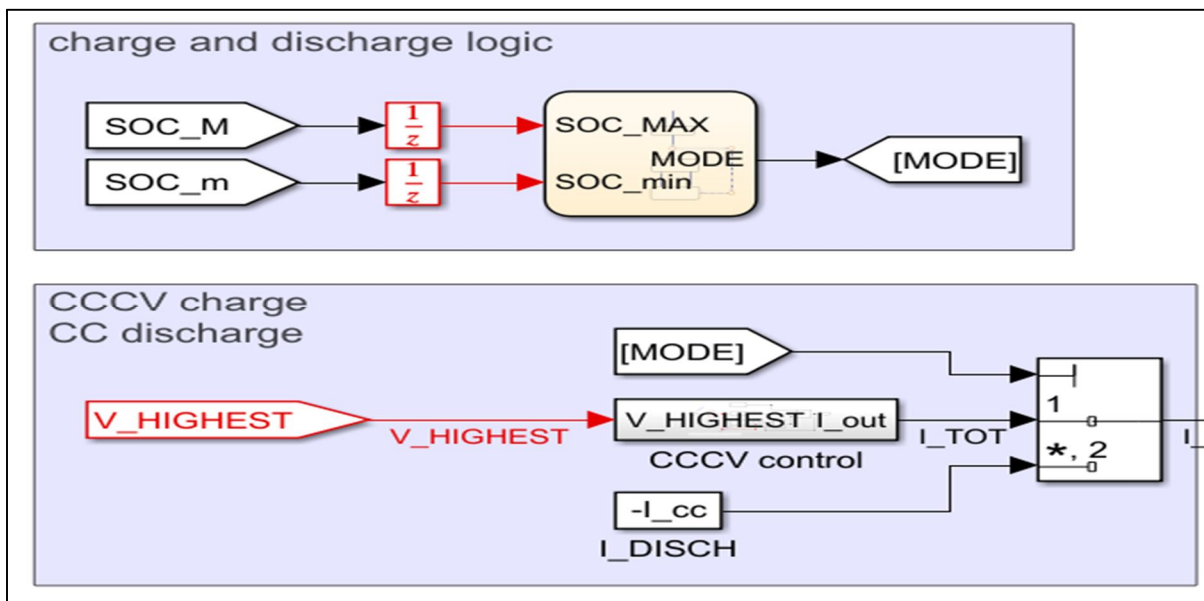 charge and discharge logic
SOC_M
1
z
SOC_MAX
MODE
[MODE]
SOC_m
1
z
SOC_min
CCCV charge
CC discharge
[MODE]
V_HIGHEST
V_HIGHEST
V_HIGHEST I_out
CCCV control
I_TOT
1
*, 2
I_
-I_cc
I_DISCH